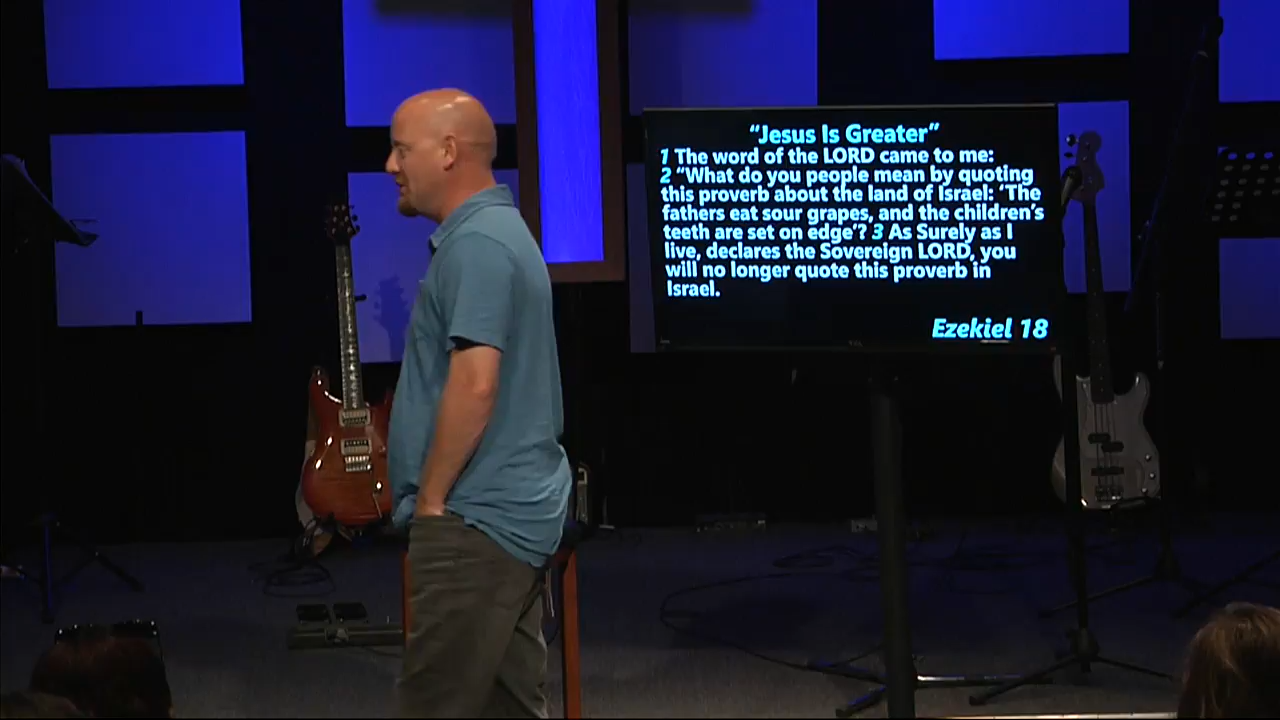 “Jesus Is Greater”
1 The word of the LORD came to me:
2 “What do you people mean by quoting
this proverb about the land of Israel: ‘The
fathers eat sour grapes, and the children’s
teeth are set on edge’? 3 As Surely as I
live, declares the Sovereign LORD, you
will no longer quote this proverb in
Israel.
Ezekiel 18